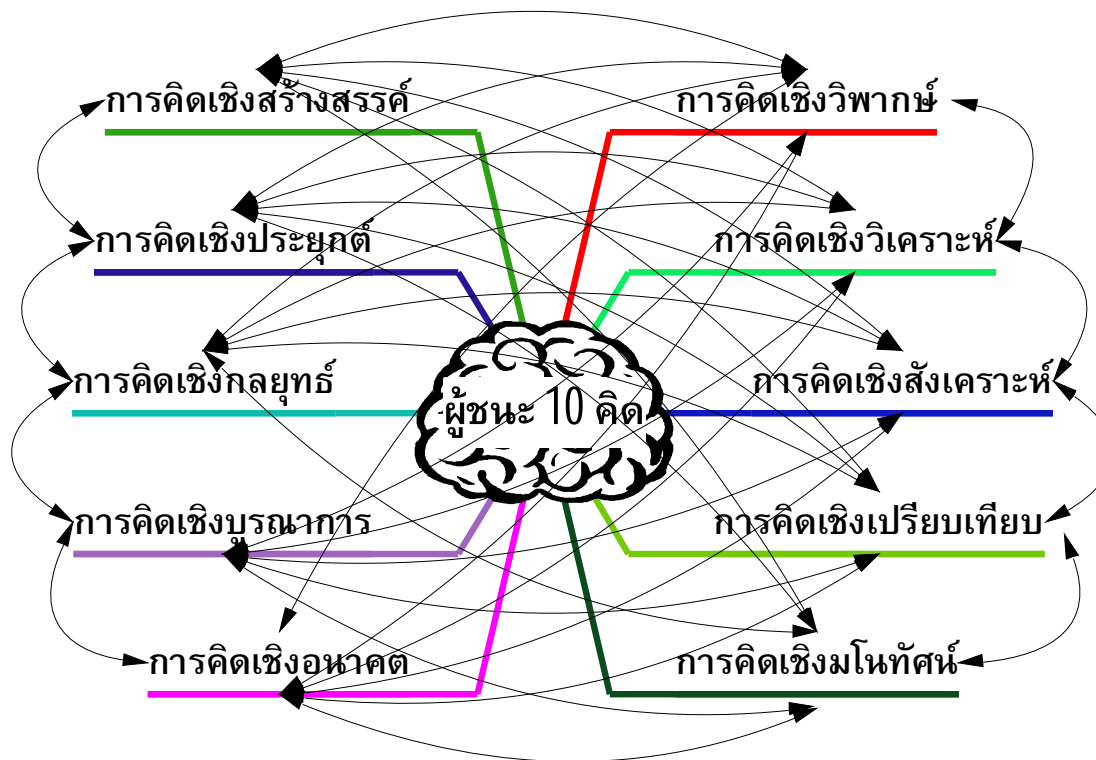 การคิดเชิงสร้างสรรค์
การคิดเชิงวิพากษ์
การคิดเชิงประยุกต์
การคิดเชิงวิเคราะห์
การคิดเชิงกลยุทธ์
การคิดเชิงสังเคราะห์
ผู้ชนะ 10 คิด
การคิดเชิงบูรณาการ
การคิดเชิงเปรียบเทียบ
การคิดเชิงอนาคต
การคิดเชิงมโนทัศน์